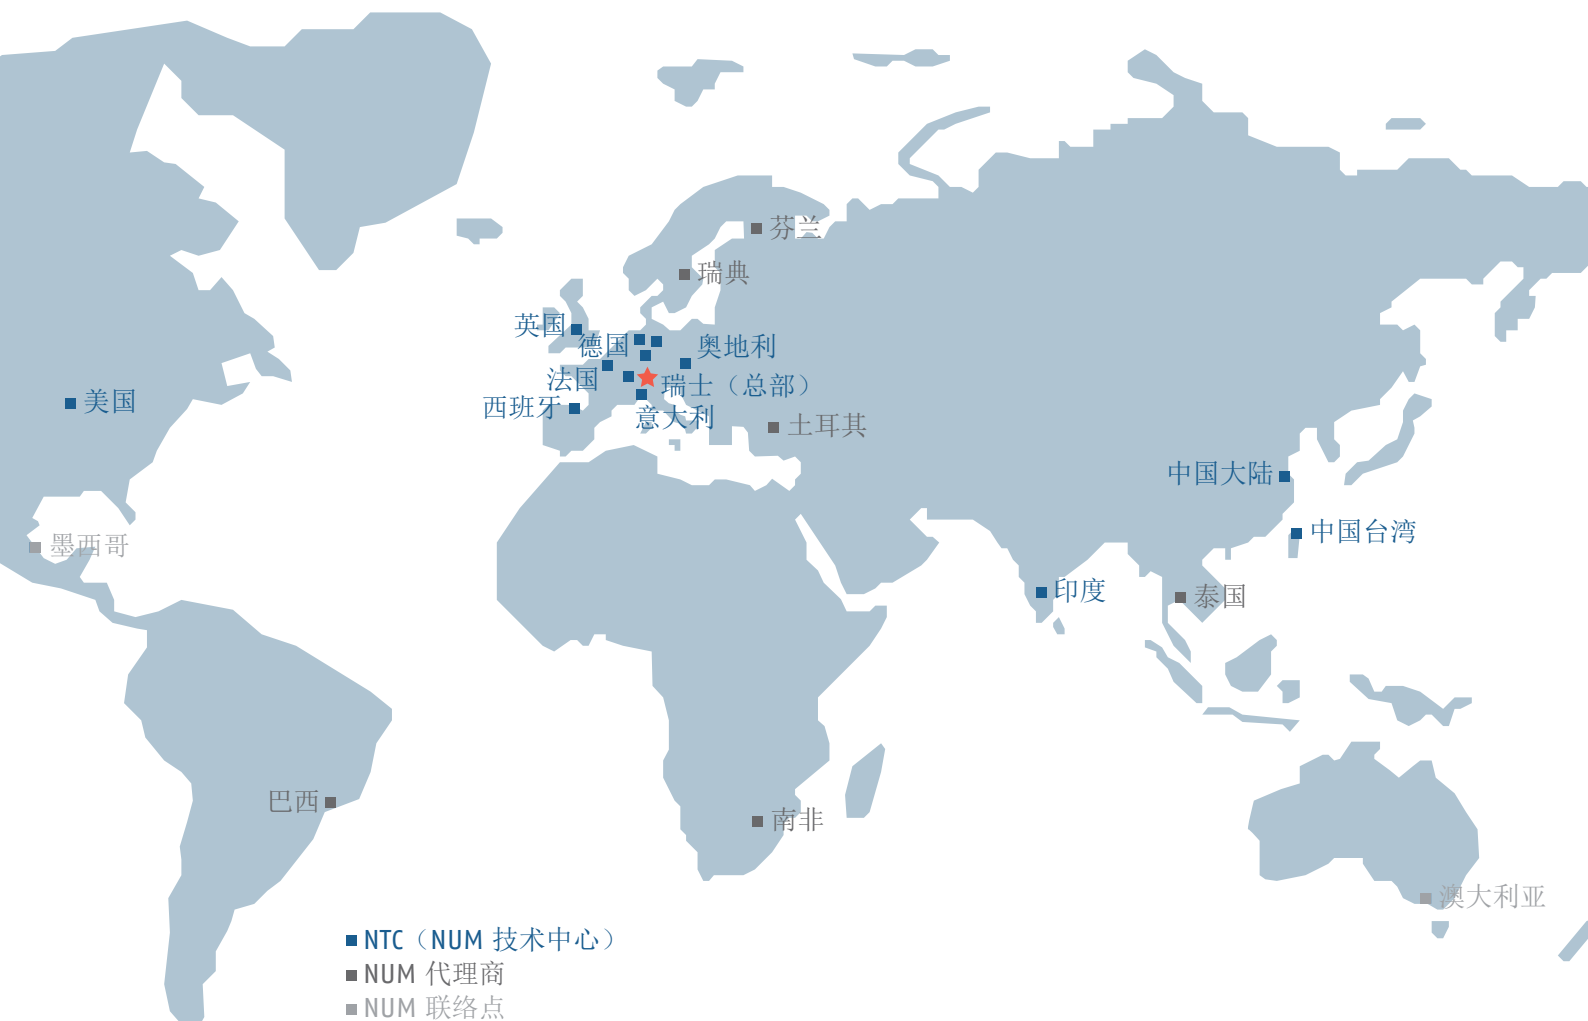 芬兰
瑞典
英国
德国
奥地利
法国
瑞士（总部）
美国
西班牙
意大利
土耳其
中国大陆
中国台湾
墨西哥
印度
泰国
巴西
南非
澳大利亚
NTC（NUM 技术中心）
NUM 代理商
NUM 联络点